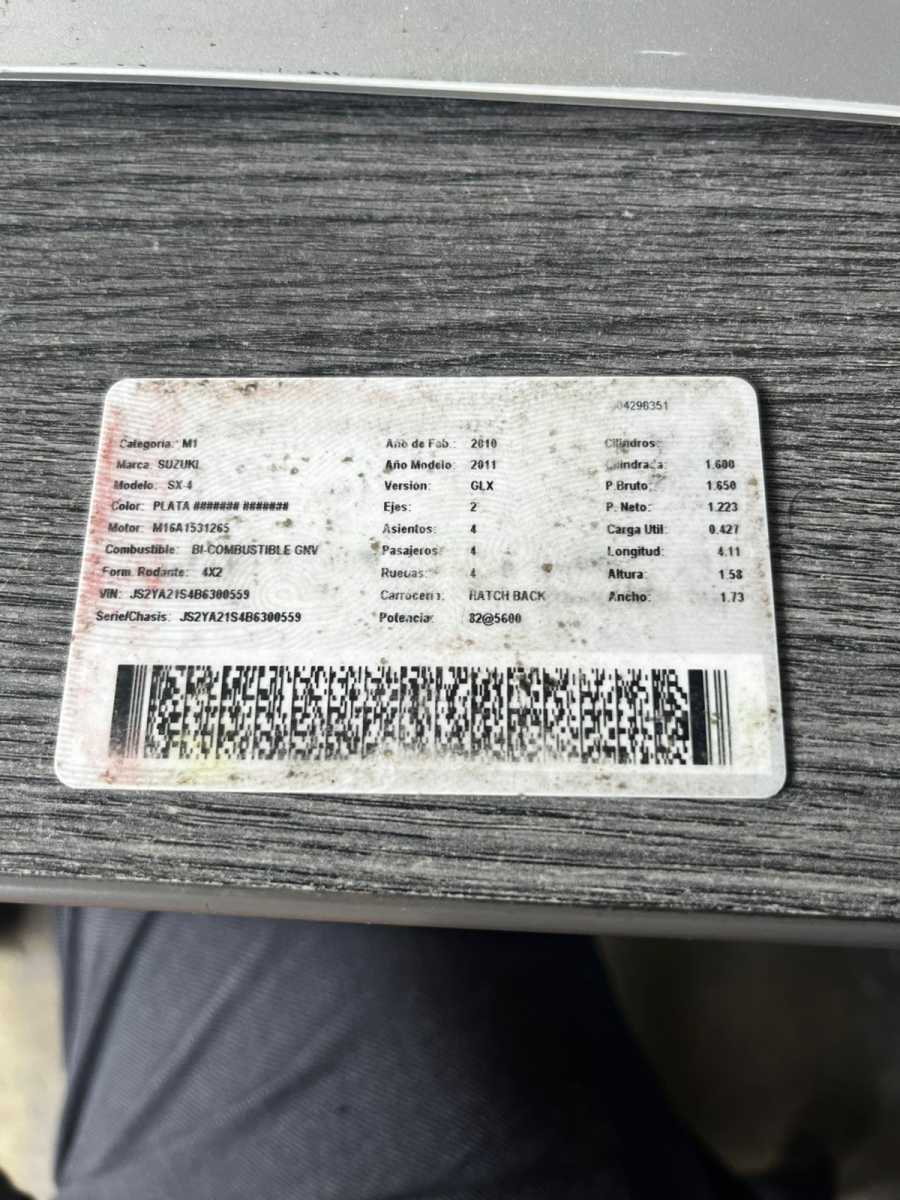 04298351
Categoria: M1 Año de Fab.: 2010 Cilindros:
Marca: SUZUKI Año Modelo: 2011 Cilindrada: 1.600
Modelo: SX-4 Version: GLX P.Bruto: 1.650
Color: PLATA ####### ####### Ejes: 2 P. Neto: 1.223
Motor: M16A1531265 Asientos: 4 Carga Util: 0.427
Combustible: BI-COMBUSTIBLE GNV Pasajeros: 4 Longitud: 4.11
Form. Rodante: 4X2 Ruedas: 4 Altura: 1.58
VIN: JS2YA21S4B6300559 Carroceria: HATCH BACK Ancho: 1.73
Serie/Chasis: JS2YA21S4B6300559 Potencia: 82@5600